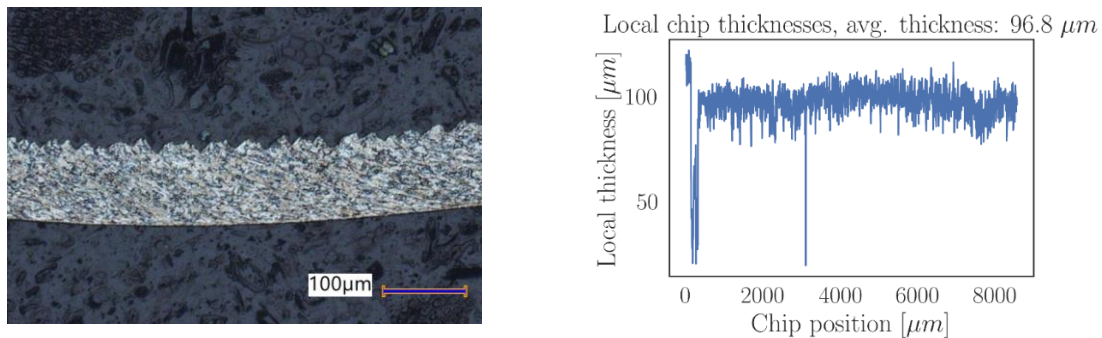 100µm
Local chip thicknesses, avg. thickness: 96.8 µm
Local thickness [µm]
100
50
0 2000 4000 6000 8000
Chip position [µm]